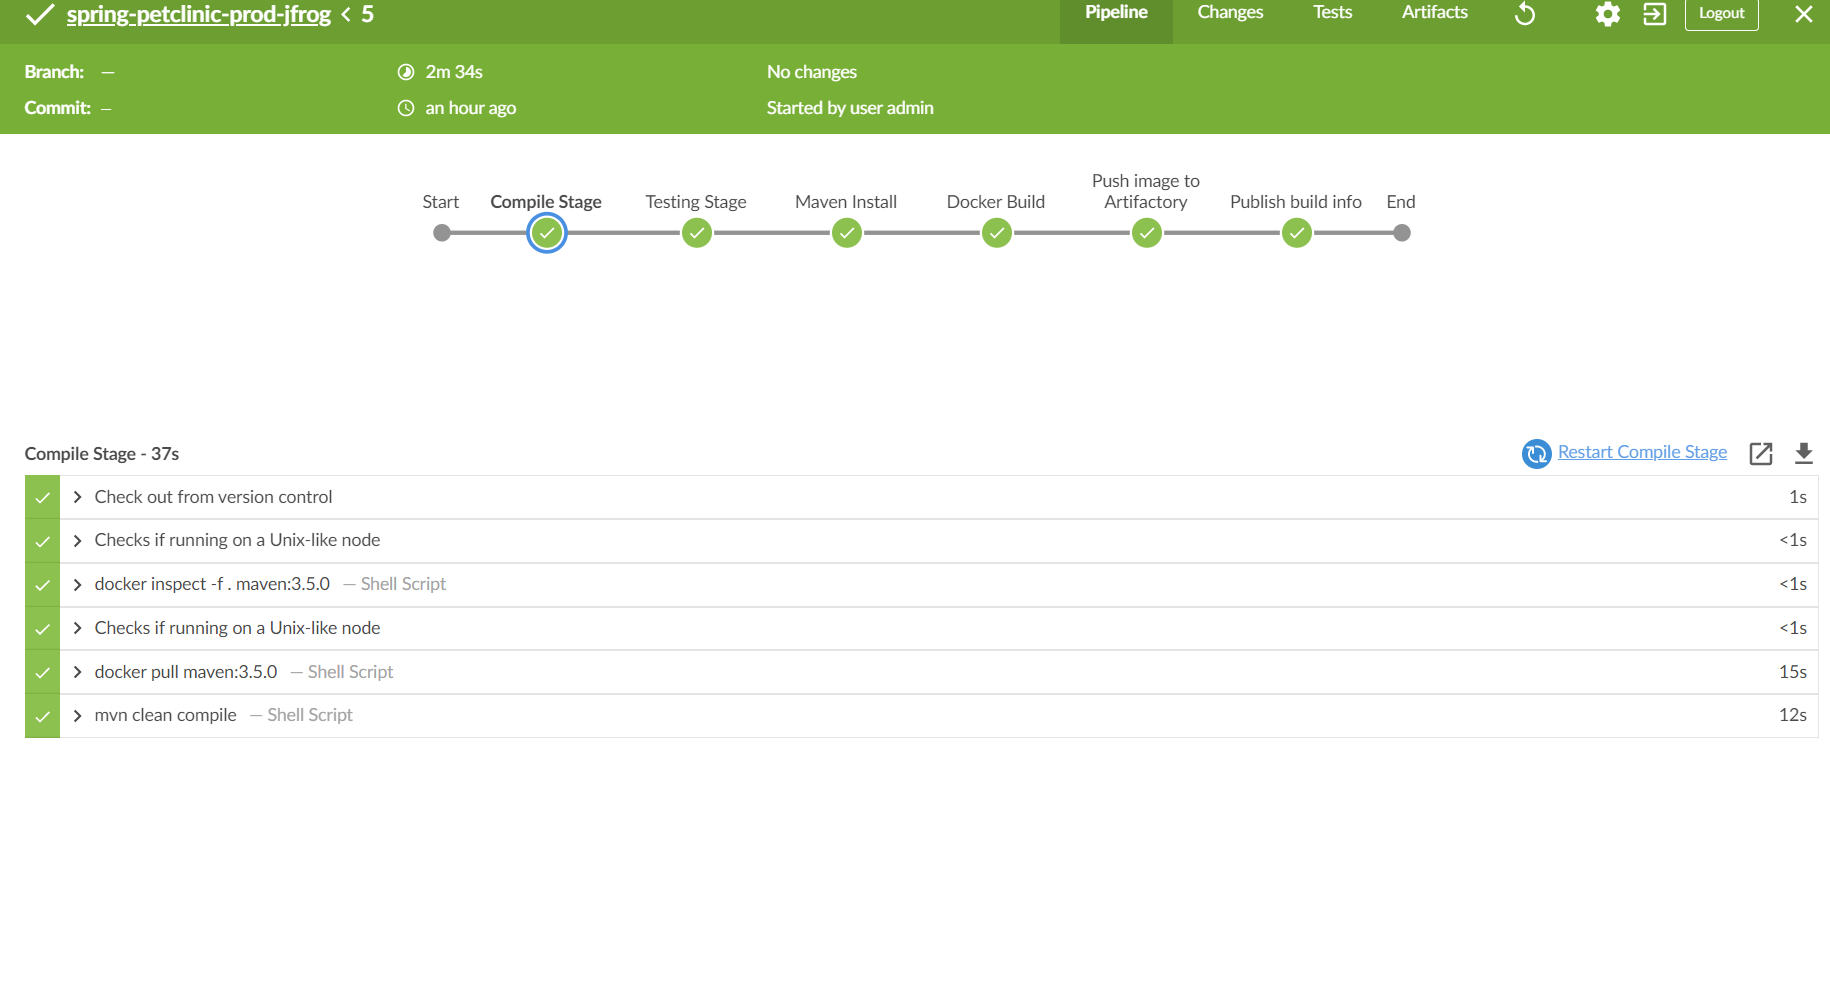 spring-petclinic-prod-jfrog < 5
Pipeline Changes Tests Artifacts Logout
Branch: — 2m 34s No changes
Commit: — an hour ago Started by user admin
Push image to
Start Compile Stage Testing Stage Maven Install Docker Build Artifactory Publish build info End
Compile Stage - 37s Restart Compile Stage
Check out from version control 1s
Checks if running on a Unix-like node <1s
docker inspect -f . maven:3.5.0 — Shell Script <1s
Checks if running on a Unix-like node <1s
docker pull maven:3.5.0 — Shell Script 15s
mvn clean compile — Shell Script 12s